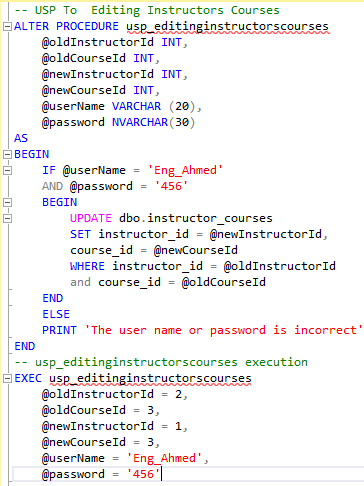 -- USP To  Editing Instructors Courses
ALTER PROCEDURE usp_editinginstructorscourses
    @oldInstructorId INT,
    @oldCourseId INT,
    @newInstructorId INT,
    @newCourseId INT,
    @userName VARCHAR (20),
    @password NVARCHAR(30)
AS
BEGIN
    IF @userName = 'Eng_Ahmed'
    AND @password = '456'
    BEGIN
        UPDATE dbo.instructor_courses
        SET instructor_id = @newInstructorId,
        course_id = @newCourseId
        WHERE instructor_id = @oldInstructorId
        and course_id = @oldCourseId
    END
    ELSE
    PRINT 'The user name or password is incorrect'
END
-- usp_editinginstructorscourses execution
EXEC usp_editinginstructorscourses
    @oldInstructorId = 2,
    @oldCourseId = 3,
    @newInstructorId = 1,
    @newCourseId = 3,
    @userName = 'Eng_Ahmed',
    @password = '456'